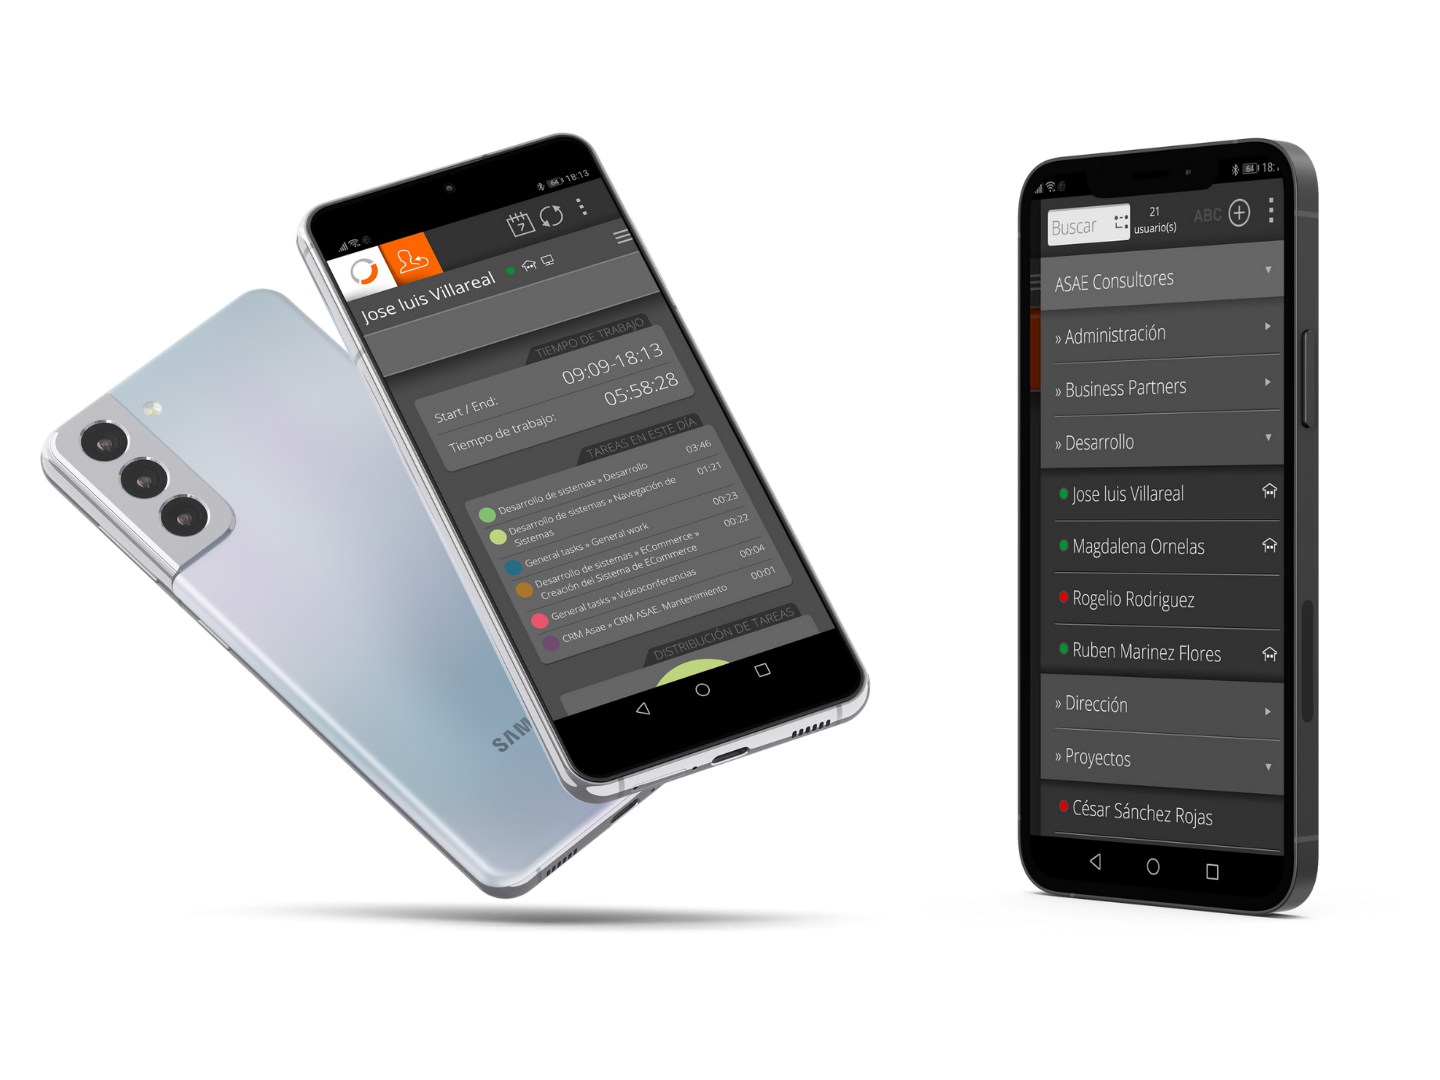 64 18:13
7
Jose luis Villareal
TIEMPO DE TRABAJO
Start / End: 09:09-18:13
Tiempo de trabajo: 05:58:28
TAREAS EN ESTE DÍA
Desarrollo de sistemas » Desarrollo 03:46
Desarrollo de sistemas » Navegación de 01:21
Sistemas
General tasks » General work 00:23
Desarrollo de sistemas » ECommerce » 00:22
Creación del Sistema de ECommerce
General tasks » Videoconferencias 00:04
CRM Asae » CRM ASAE. Mantenimiento 00:01
DISTRIBUCIÓN DE TAREAS
SAM
64 18:
Buscar
21
usuario(s)
ABC
ASAE Consultores
» Administración
» Business Partners
» Desarrollo
Jose luis Villareal
Magdalena Ornelas
Rogelio Rodriguez
Ruben Marinez Flores
» Dirección
» Proyectos
César Sánchez Rojas